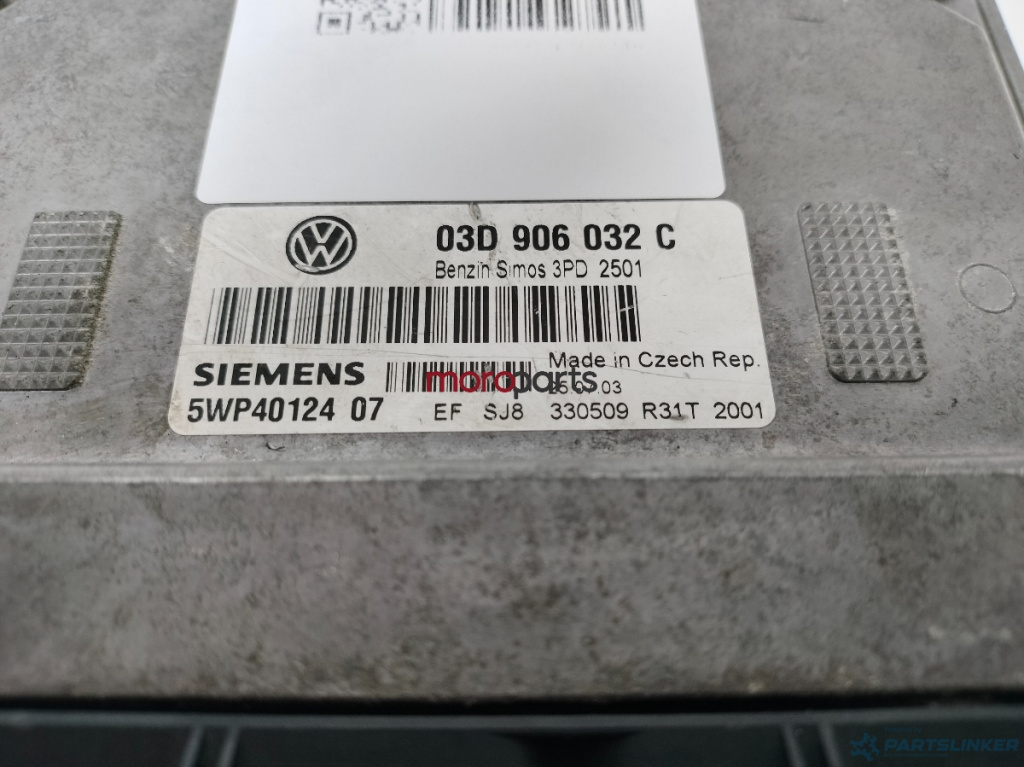 VW
03D 906 032 C
Benzin Simos 3PD 2501
Made in Czech Rep.
SIEMENS
moroparts
5WP40124 07
EF SJ8 330509 R31T 2001
PARTSLINKER